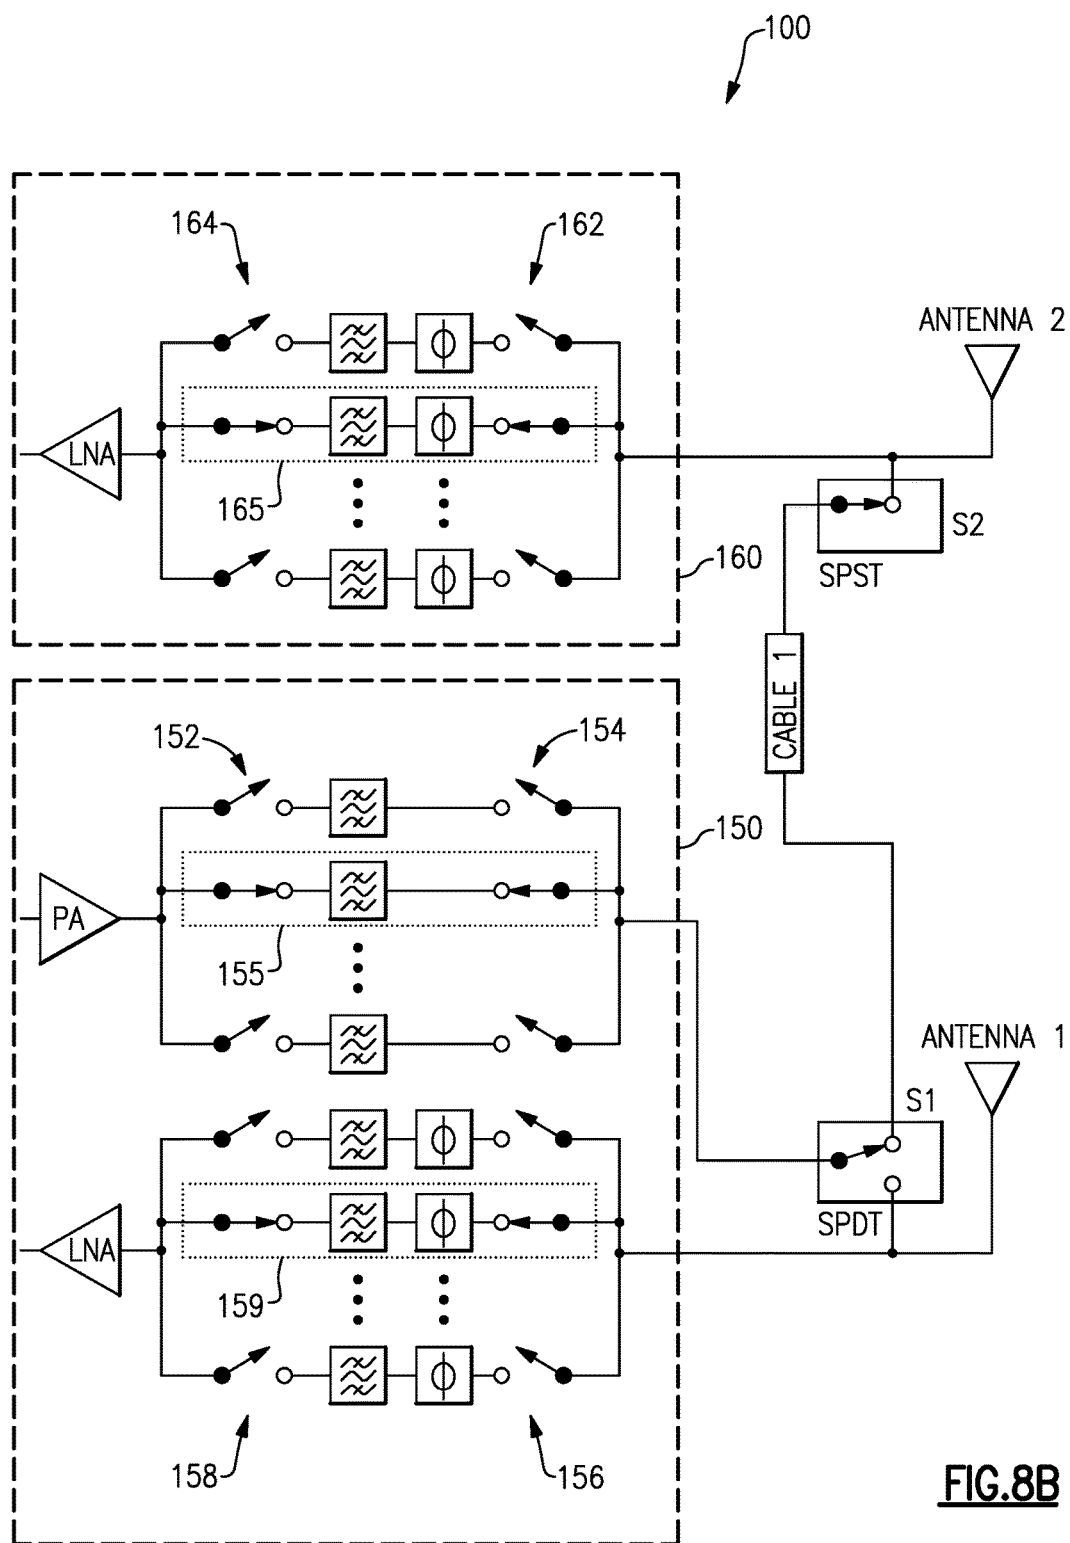 100
164
162
ANTENNA 2
LNA
165
S2
SPST
160
CABLE 1
152
154
150
PA
155
ANTENNA 1
S1
SPDT
LNA
159
158
156
FIG.8B